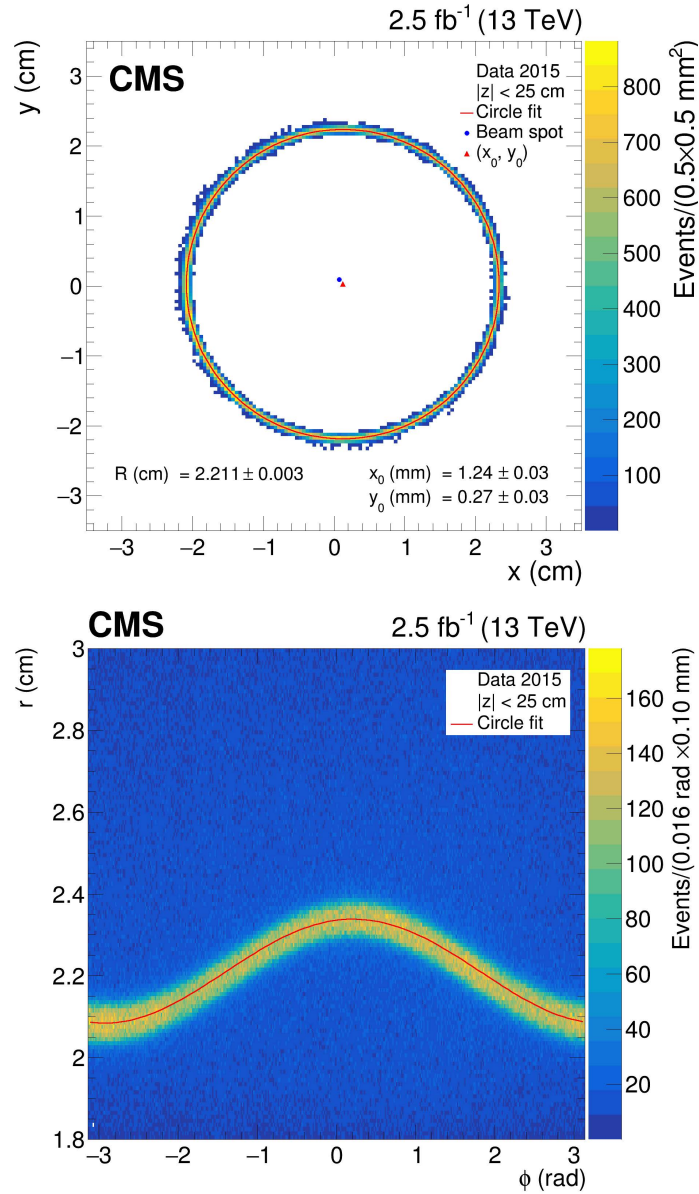 2.5 fb⁻¹ (13 TeV)
CMS
Data 2015
|z| < 25 cm
Circle fit
Beam spot
(x₀, y₀)
y (cm)
3
2
1
0
−1
−2
−3
R (cm) = 2.211 ± 0.003
x₀ (mm) = 1.24 ± 0.03
y₀ (mm) = 0.27 ± 0.03
−3 −2 −1 0 1 2 3
x (cm)
800
700
600
500
400
300
200
100
Events/(0.5×0.5 mm²)
CMS 2.5 fb⁻¹ (13 TeV)
Data 2015
|z| < 25 cm
Circle fit
r (cm)
3
2.8
2.6
2.4
2.2
2
1.8
−3 −2 −1 0 1 2 3
ϕ (rad)
160
140
120
100
80
60
40
20
Events/(0.016 rad ×0.10 mm)